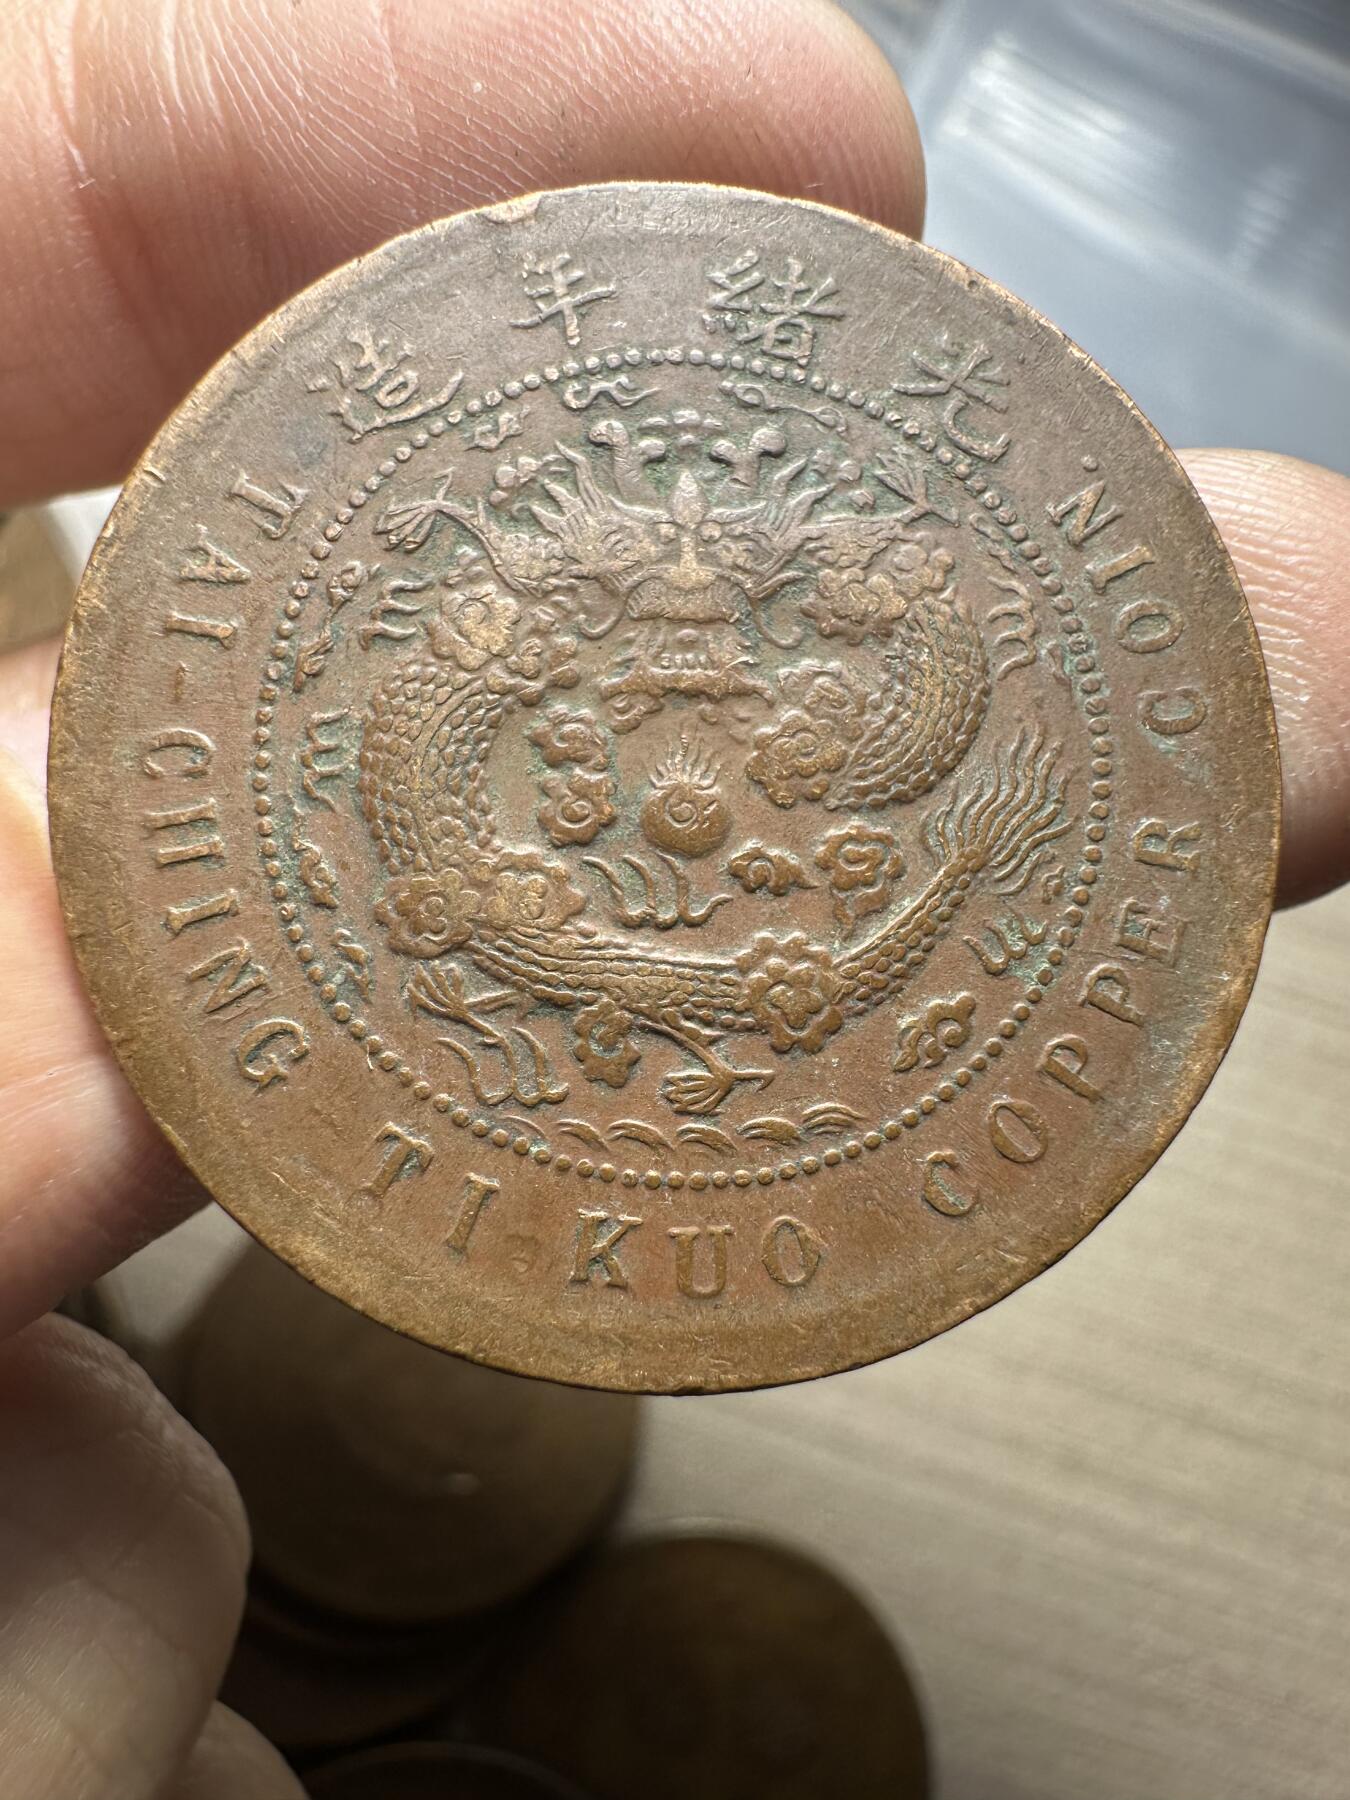 光緒年造
TAI-CHING TI KUO COPPER COIN.